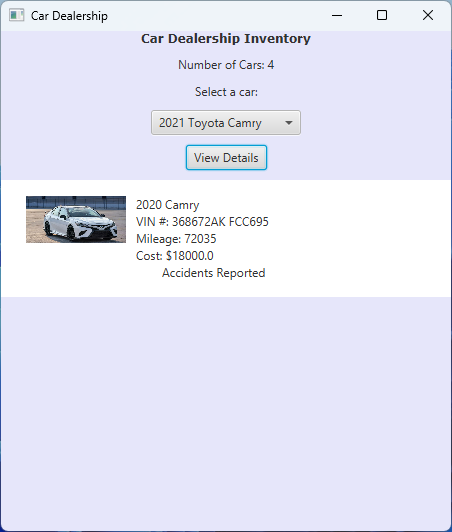 Car Dealership
Car Dealership Inventory
Number of Cars: 4
Select a car:
2021 Toyota Camry
View Details
2020 Camry
VIN #: 368672AK FCC695
Mileage: 72035
Cost: $18000.0
Accidents Reported